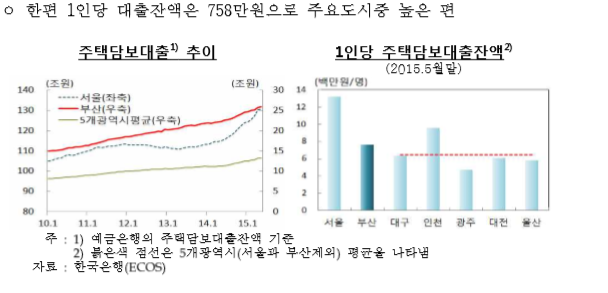 ○ 한편 1인당 대출잔액은 758만원으로 주요도시중 높은 편
주택담보대출1) 추이
1인당 주택담보대출잔액2)
(2015.5월말)
(조원) (조원)
(백만원/명)
서울(좌축)
부산(우축)
5개광역시평균(우축)
140 30 14
130 25 12
120 20 10
110 15 8
100 10 6
90 5 4
80 0 2
0
10.1 11.1 12.1 13.1 14.1 15.1
서울 부산 대구 인천 광주 대전 울산
주 : 1) 예금은행의 주택담보대출잔액 기준
2) 붉은색 점선은 5개광역시(서울과 부산제외) 평균을 나타냄
자료 : 한국은행(ECOS)